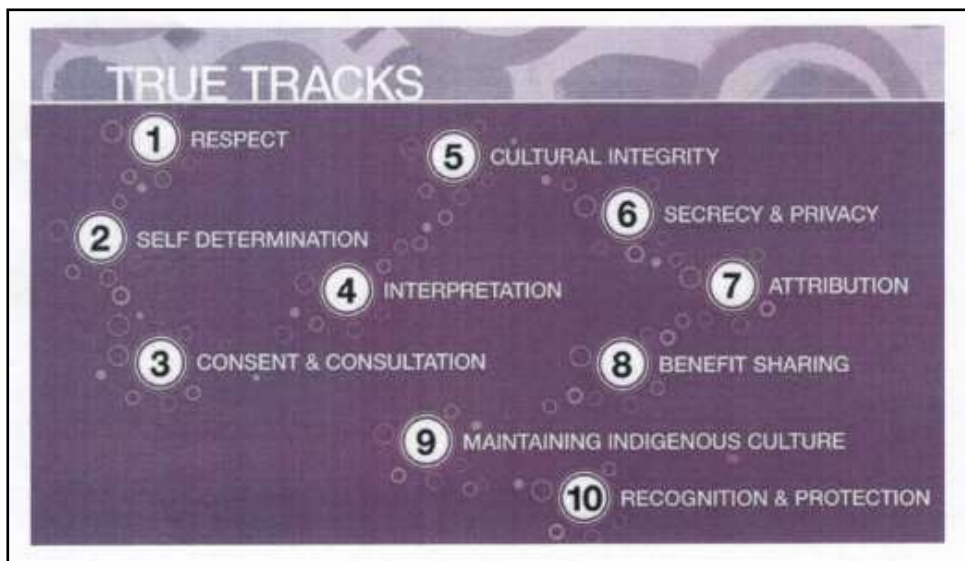 TRUE TRACKS
1 RESPECT
2 SELF DETERMINATION
3 CONSENT & CONSULTATION
4 INTERPRETATION
5 CULTURAL INTEGRITY
6 SECRECY & PRIVACY
7 ATTRIBUTION
8 BENEFIT SHARING
9 MAINTAINING INDIGENOUS CULTURE
10 RECOGNITION & PROTECTION